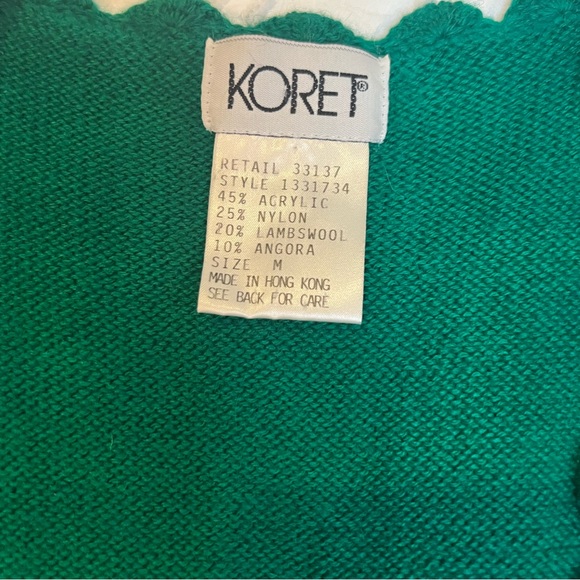 KORET®
RETAIL 33137
STYLE 1331734
45% ACRYLIC
25% NYLON
20% LAMBSWOOL
10% ANGORA
SIZE M
MADE IN HONG KONG
SEE BACK FOR CARE